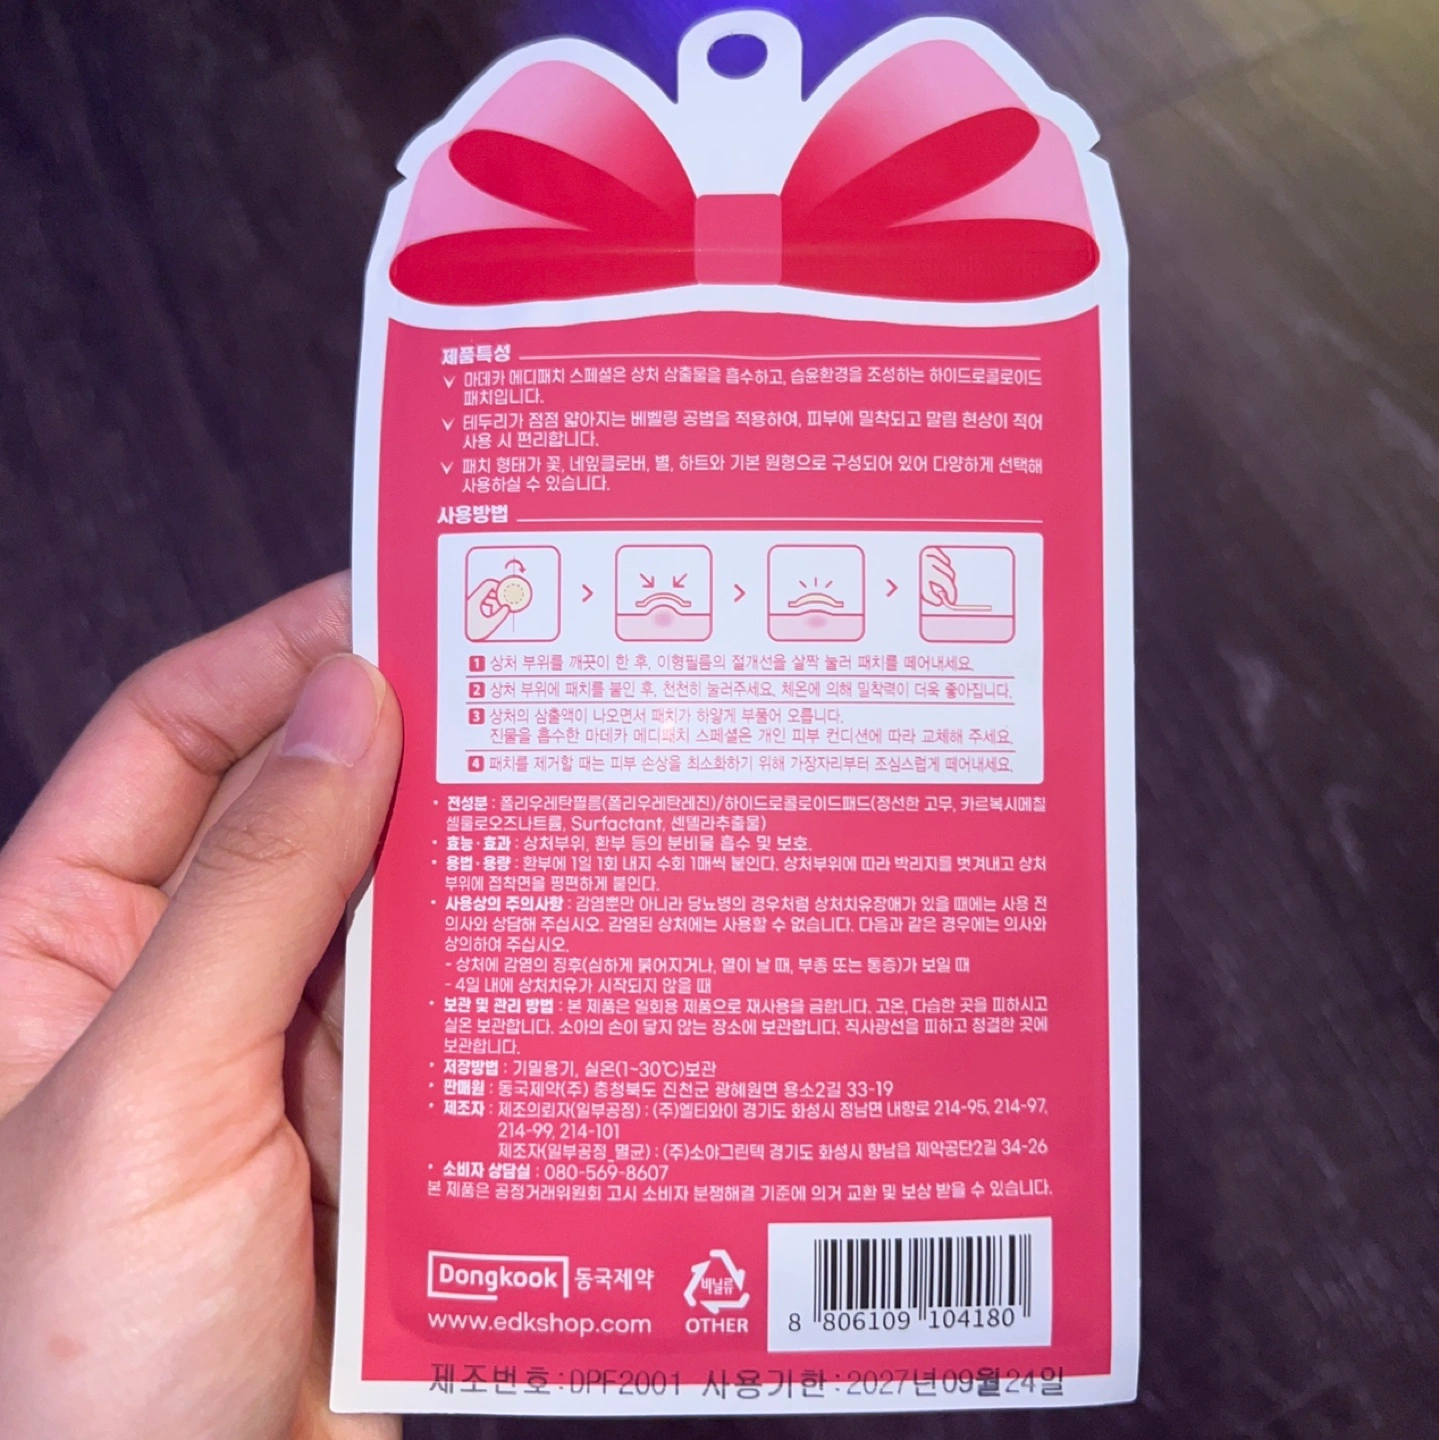 제품특성
마데카 메디패치 스페셜은 상처 삼출물을 흡수하고, 습윤환경을 조성하는 하이드로콜로이드
패치입니다.
테두리가 점점 얇아지는 베벨링 공법을 적용하여, 피부에 밀착되고 말림 현상이 적어
사용 시 편리합니다.
패치 형태가 꽃, 네잎클로버, 별, 하트와 기본 원형으로 구성되어 있어 다양하게 선택해
사용하실 수 있습니다.
사용방법
1 상처 부위를 깨끗이 한 후, 이형필름의 절개선을 살짝 눌러 패치를 떼어내세요.
2 상처 부위에 패치를 붙인 후, 천천히 눌러주세요. 체온에 의해 밀착력이 더욱 좋아집니다.
3 상처의 삼출액이 나오면서 패치가 하얗게 부풀어 오릅니다.
진물을 흡수한 마데카 메디패치 스페셜은 개인 피부 컨디션에 따라 교체해 주세요.
4 패치를 제거할 때는 피부 손상을 최소화하기 위해 가장자리부터 조심스럽게 떼어내세요.
• 전성분 : 폴리우레탄필름(폴리우레탄레진)/하이드로콜로이드패드(정선한 고무, 카르복시메칠
셀룰로오즈나트륨, Surfactant, 센텔라추출물)
• 효능·효과 : 상처부위, 환부 등의 분비물 흡수 및 보호.
• 용법·용량 : 환부에 1일 1회 내지 수회 1매씩 붙인다. 상처부위에 따라 박리지를 벗겨내고 상처
부위에 접착면을 평편하게 붙인다.
• 사용상의 주의사항 : 감염뿐만 아니라 당뇨병의 경우처럼 상처치유장애가 있을 때에는 사용 전
의사와 상담해 주십시오. 감염된 상처에는 사용할 수 없습니다. 다음과 같은 경우에는 의사와
상의하여 주십시오.
- 상처에 감염의 징후(심하게 붉어지거나, 열이 날 때, 부종 또는 통증)가 보일 때
- 4일 내에 상처치유가 시작되지 않을 때
• 보관 및 관리 방법 : 본 제품은 일회용 제품으로 재사용을 금합니다. 고온, 다습한 곳을 피하시고
실온 보관합니다. 소아의 손이 닿지 않는 장소에 보관합니다. 직사광선을 피하고 청결한 곳에
보관합니다.
• 저장방법 : 기밀용기, 실온(1~30℃)보관
• 판매원 : 동국제약(주) 충청북도 진천군 광혜원면 용소2길 33-19
• 제조자 : 제조의뢰자(일부공정) : (주)엘티와이 경기도 화성시 정남면 내향로 214-95, 214-97,
214-99, 214-101
제조자(일부공정_멸균) : (주)소야그린텍 경기도 화성시 향남읍 제약공단2길 34-26
• 소비자 상담실 : 080-569-8607
본 제품은 공정거래위원회 고시 소비자 분쟁해결 기준에 의거 교환 및 보상 받을 수 있습니다.
Dongkook 동국제약
www.edkshop.com
비닐류
OTHER
8 806109 104180
제조번호:DPF2001 사용기한:2027년09월24일